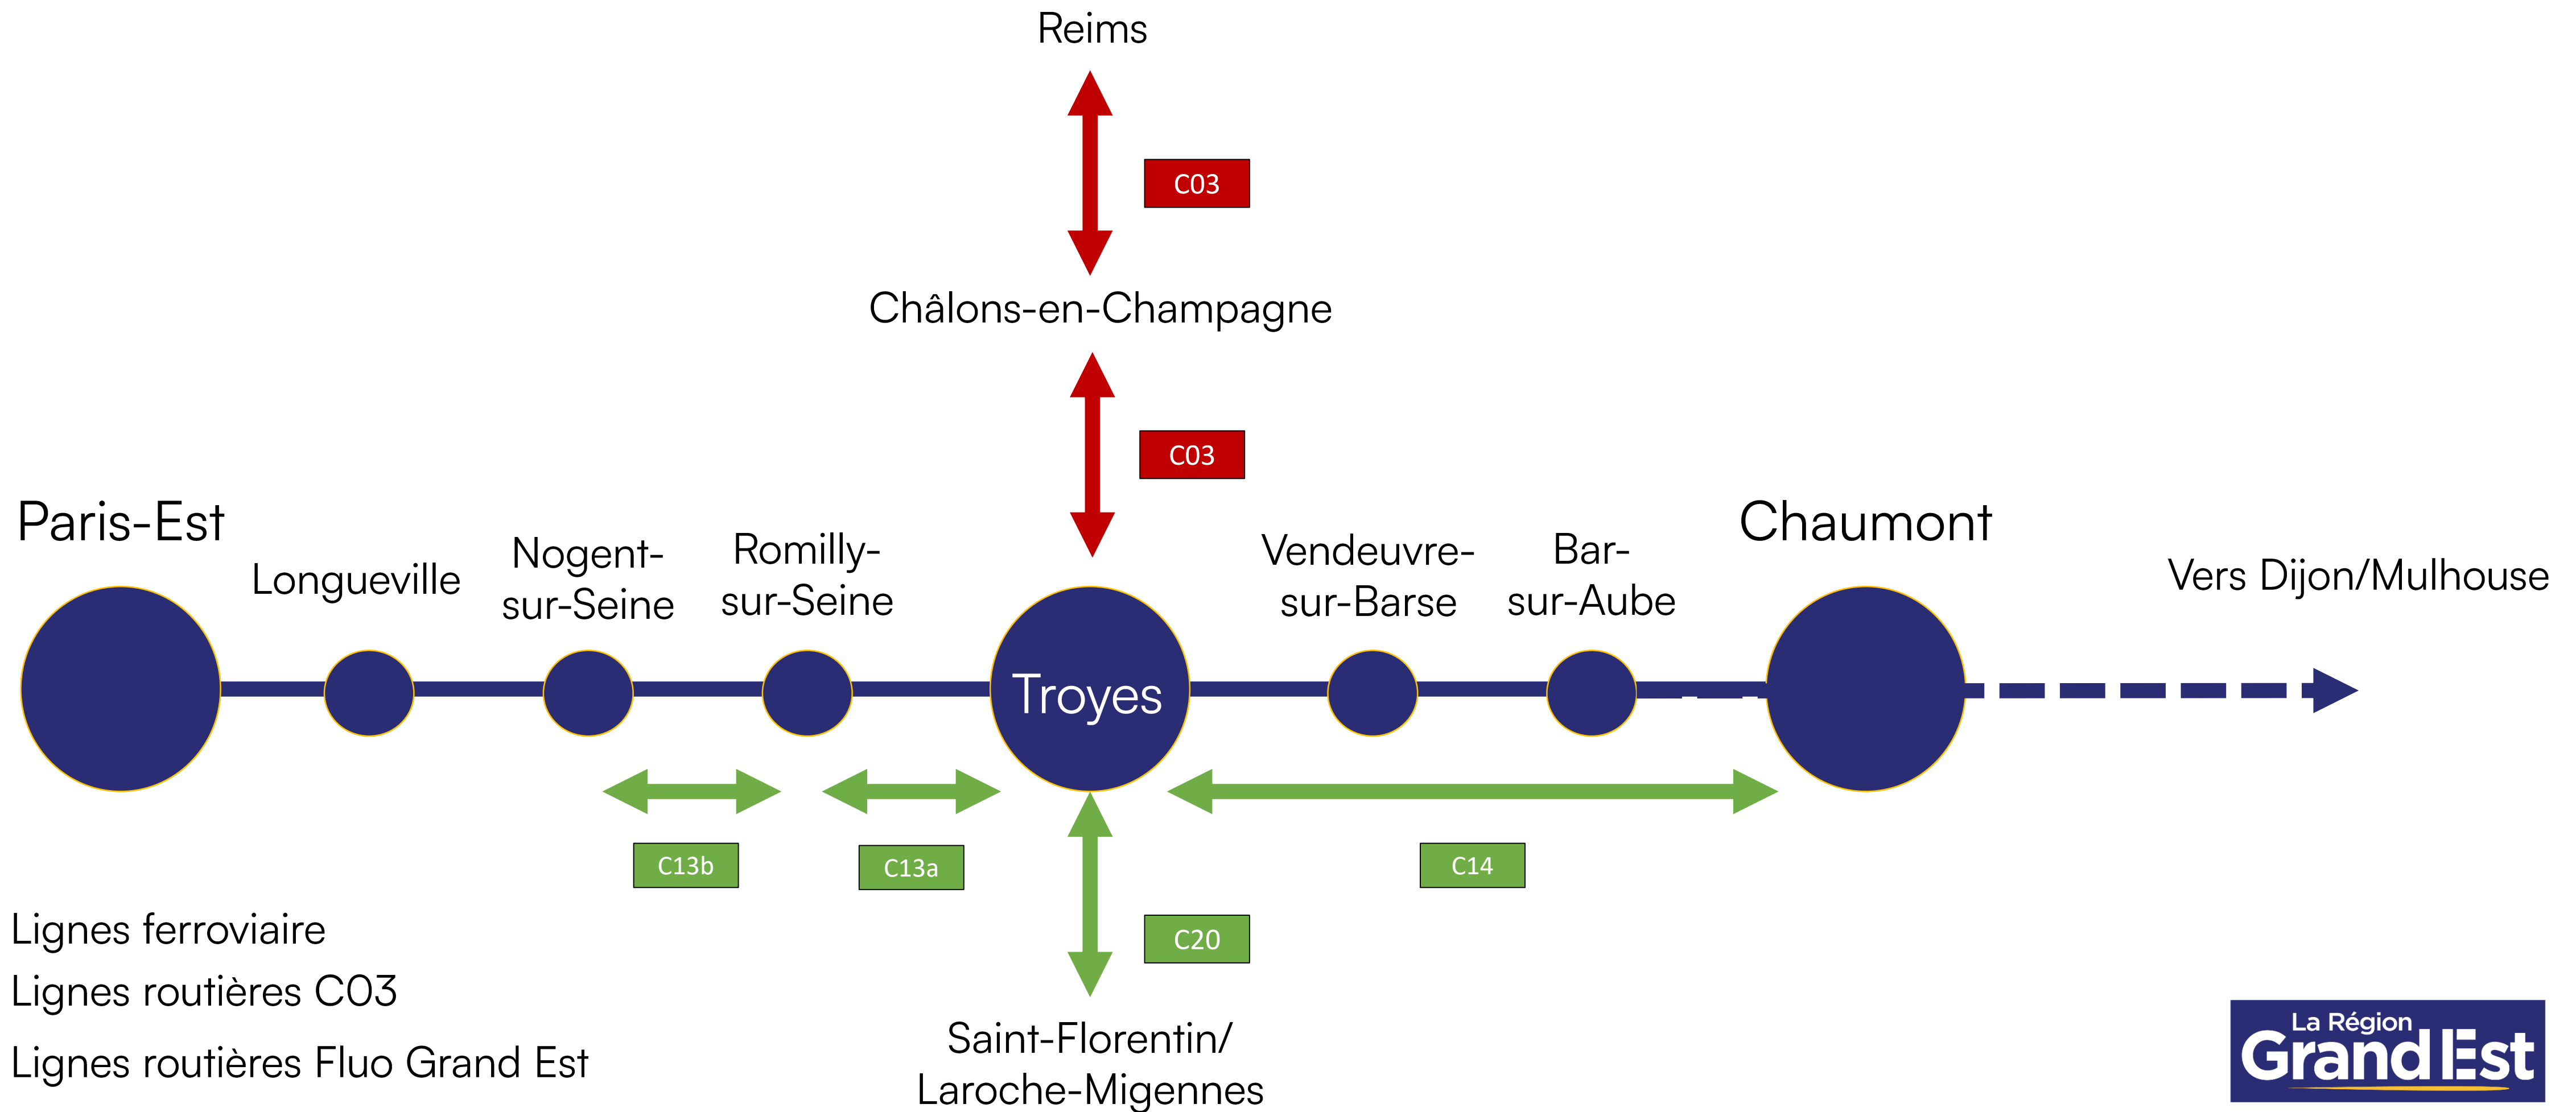 Reims
C03
Châlons-en-Champagne
C03
Paris-Est
Longueville
Nogent-
sur-Seine
Romilly-
sur-Seine
Troyes
Vendeuvre-
sur-Barse
Bar-
sur-Aube
Chaumont
Vers Dijon/Mulhouse
C13b
C13a
C14
C20
Saint-Florentin/
Laroche-Migennes
Lignes ferroviaire
Lignes routières C03
Lignes routières Fluo Grand Est
La Région
Grand Est